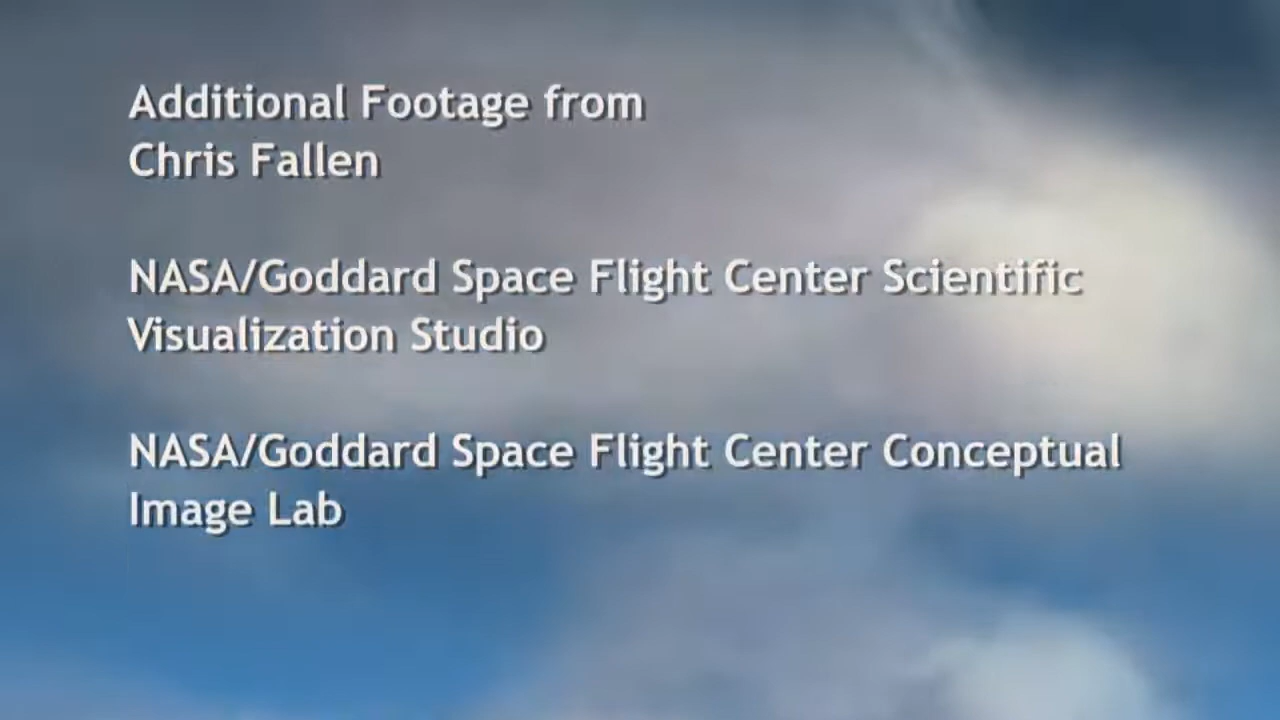 Additional Footage from
Chris Fallen
NASA/Goddard Space Flight Center Scientific
Visualization Studio
NASA/Goddard Space Flight Center Conceptual
Image Lab